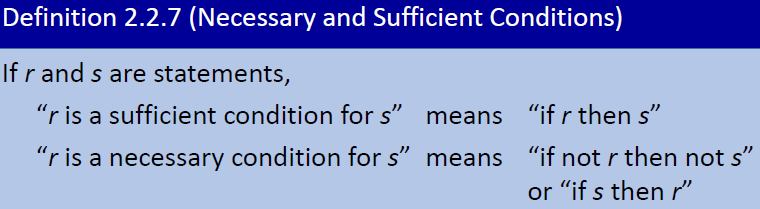 Definition 2.2.7 (Necessary and Sufficient Conditions)
If r and s are statements,
“r is a sufficient condition for s” means “if r then s”
“r is a necessary condition for s” means “if not r then not s”
or “if s then r”